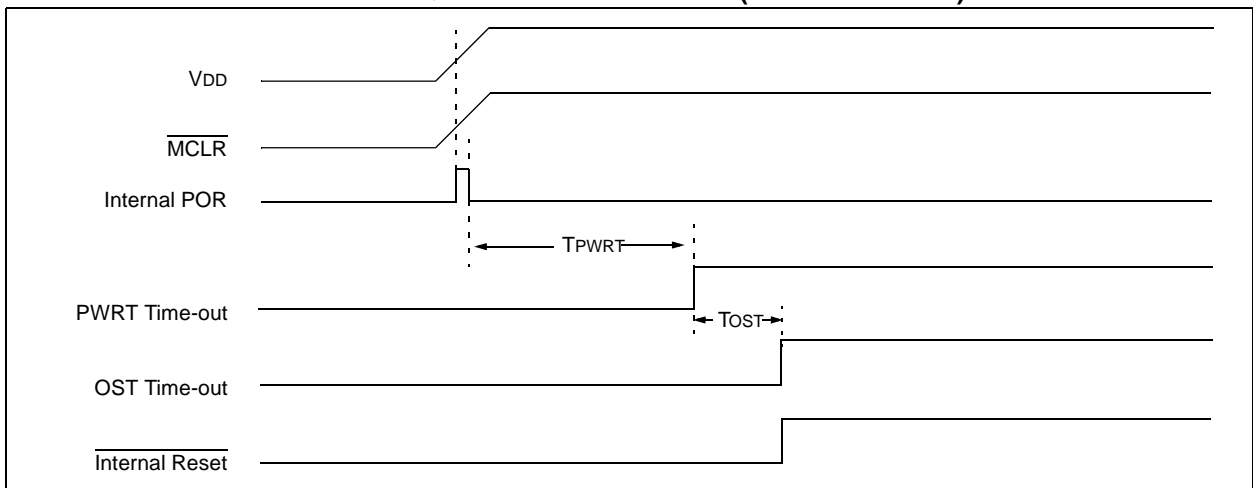 VDD
MCLR
Internal POR
TPWRT
PWRT Time-out
TOST
OST Time-out
Internal Reset